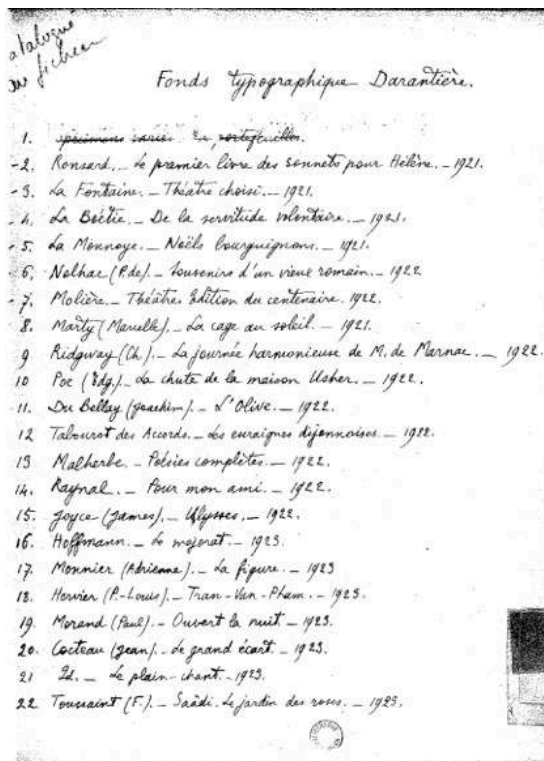 catalogué
sur fiches
Fonds typographique Darantière.
1. spécimens variés en portefeuilles.
-2. Ronsard. _ Le premier livre des sonnets pour Hélène. _ 1921.
-3. La Fontaine. _ Théâtre choisi. _ 1921.
-4. La Boétie. _ De la servitude volontaire. _ 1921.
-5. La Monnoye. _ Noëls bourguignons. _ 1921.
-6. Nolhac (P. de) _ Souvenirs d'un vieux romain. _ 1922
-7. Molière. _ Théâtre. Edition du centenaire. 1922.
8. Marty (Marcelle). _ La cage au soleil. _ 1921.
9 Ridgway (Ch). _ La journée harmonieuse de M. de Marnac. _ 1922.
10 Poe (Edg.) _ La chute de la maison Usher. _ 1922.
11. Du Bellay (Joachim). _ L'Olive. _ 1922.
12 Tabourot des Accords. _ Les euraignes dijonnoises. _ 1922.
13 Malherbe. _ Poésies complètes. _ 1922.
14. Raynal. _ Pour mon ami. _ 1922.
15. Joyce (James). _ Ulysses. _ 1922.
16. Hoffmann. _ Le majorat. _ 1923.
17. Monnier (Adrienne). _ La figure. _ 1923
18. Hervier (P.-Louis). _ Tran-Van-Pham. _ 1923.
19. Morand (Paul) _ Ouvert la nuit. _ 1923.
20. Cocteau (Jean). _ Le grand écart. _ 1923.
21 Id. _ Le plain-chant. 1923.
22 Toussaint (F.) _ Saâdi. Le jardin des roses. _ 1923.